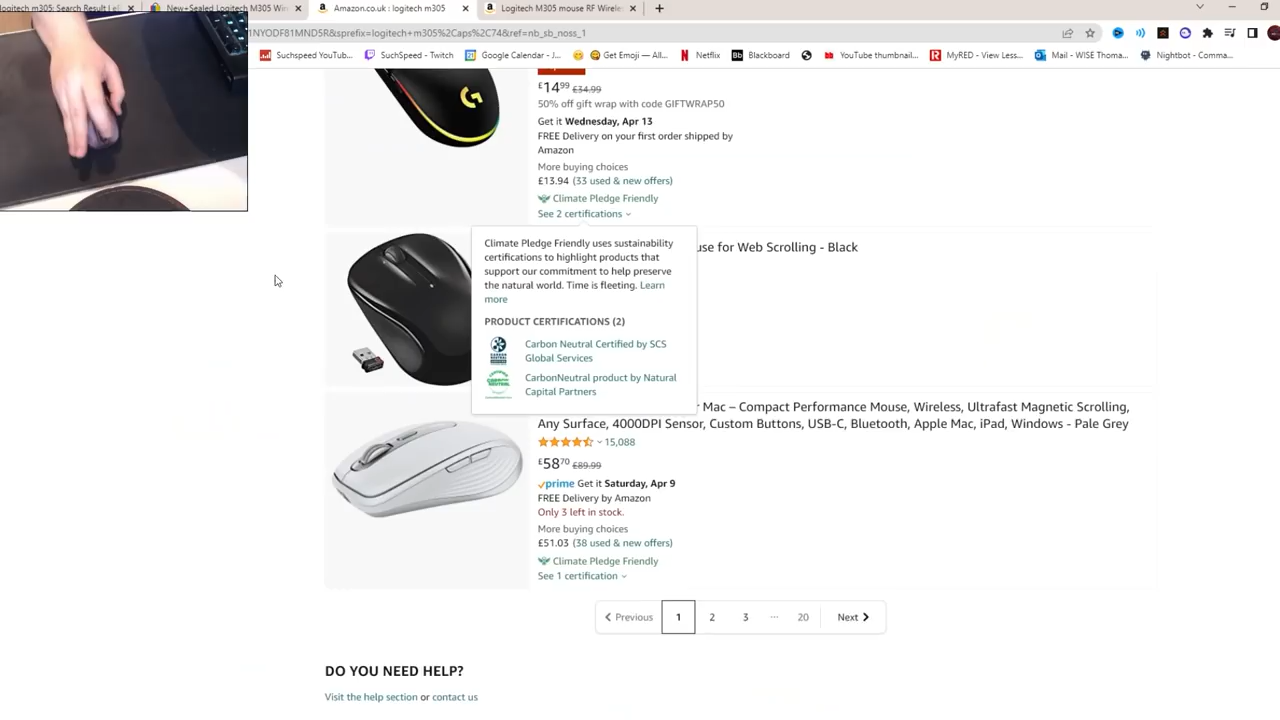 logitech m305: Search Result | eB
New+Sealed Logitech M305 Wir
Amazon.co.uk : logitech m305
Logitech M305 mouse RF Wirele
1NYODF81MND5R&sprefix=logitech+m305%2Caps%2C74&ref=nb_sb_noss_1
Suchspeed YouTub...
SuchSpeed - Twitch
Google Calendar - J...
Get Emoji — All...
Netflix
Bb Blackboard
YouTube thumbnail...
MyRED - View Less...
Mail - WISE Thoma...
Nightbot - Comma...
£14.99 £34.99
50% off gift wrap with code GIFTWRAP50
Get it Wednesday, Apr 13
FREE Delivery on your first order shipped by
Amazon
More buying choices
£13.94 (33 used & new offers)
Climate Pledge Friendly
See 2 certifications
Climate Pledge Friendly uses sustainability
certifications to highlight products that
support our commitment to help preserve
the natural world. Time is fleeting. Learn
more
PRODUCT CERTIFICATIONS (2)
Carbon Neutral Certified by SCS
Global Services
CarbonNeutral product by Natural
Capital Partners
use for Web Scrolling - Black
Mac – Compact Performance Mouse, Wireless, Ultrafast Magnetic Scrolling,
Any Surface, 4000DPI Sensor, Custom Buttons, USB-C, Bluetooth, Apple Mac, iPad, Windows - Pale Grey
15,088
£58.70 £89.99
prime Get it Saturday, Apr 9
FREE Delivery by Amazon
Only 3 left in stock.
More buying choices
£51.03 (38 used & new offers)
Climate Pledge Friendly
See 1 certification
Previous 1 2 3 ... 20 Next
DO YOU NEED HELP?
Visit the help section or contact us